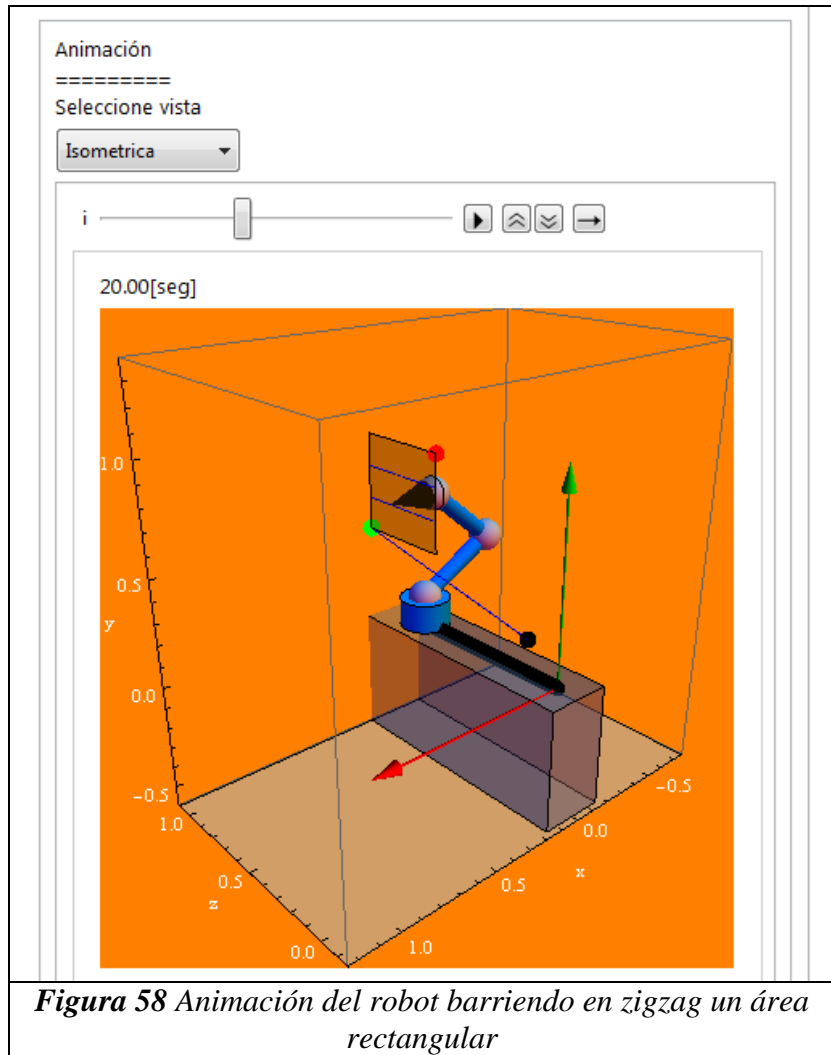 Animación
=========
Seleccione vista
Isometrica
i
20.00[seg]
1.0
0.5
y
0.0
-0.5
1.0
0.5
z
0.0
-0.5
0.0
x
0.5
1.0
Figura 58 Animación del robot barriendo en zigzag un área
rectangular